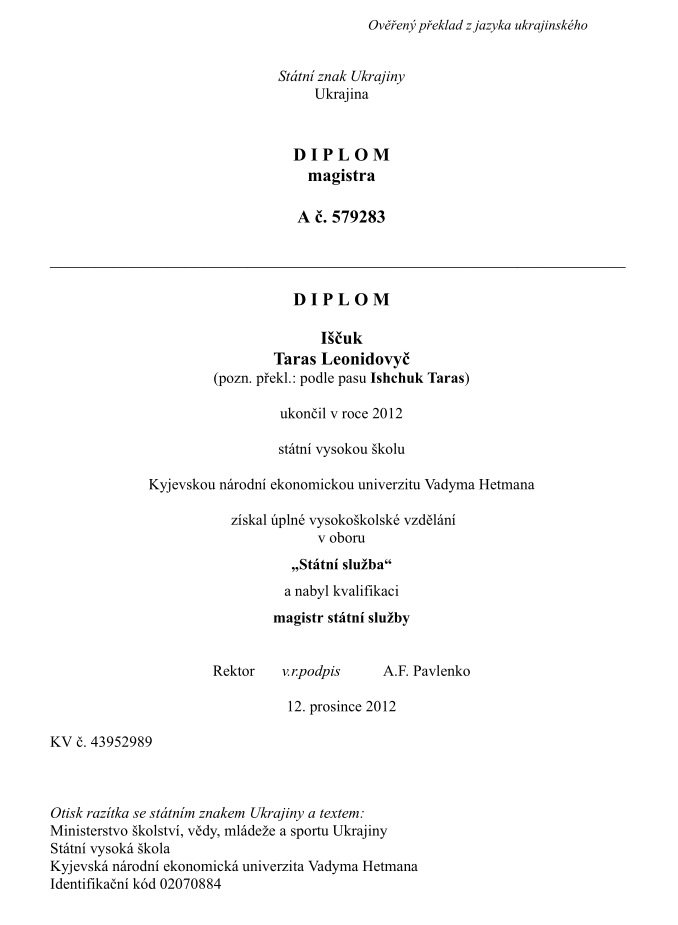 Ověřený překlad z jazyka ukrajinského
Státní znak Ukrajiny
Ukrajina
D I P L O M
magistra
A č. 579283
D I P L O M
Iščuk
Taras Leonidovyč
(pozn. překl.: podle pasu Ishchuk Taras)
ukončil v roce 2012
státní vysokou školu
Kyjevskou národní ekonomickou univerzitu Vadyma Hetmana
získal úplné vysokoškolské vzdělání
v oboru
„Státní služba“
a nabyl kvalifikaci
magistr státní služby
Rektor v.r.podpis A.F. Pavlenko
12. prosince 2012
KV č. 43952989
Otisk razítka se státním znakem Ukrajiny a textem:
Ministerstvo školství, vědy, mládeže a sportu Ukrajiny
Státní vysoká škola
Kyjevská národní ekonomická univerzita Vadyma Hetmana
Identifikační kód 02070884